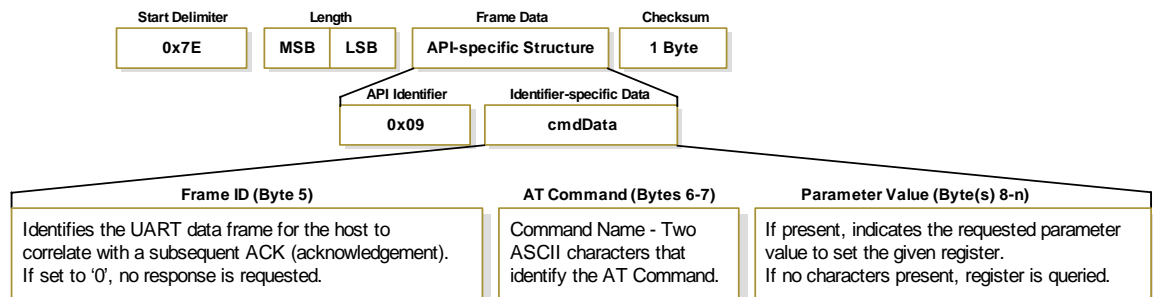 Start Delimiter
Length
Frame Data
Checksum
0x7E
MSB
LSB
API-specific Structure
1 Byte
API Identifier
Identifier-specific Data
0x09
cmdData
Frame ID (Byte 5)
AT Command (Bytes 6-7)
Parameter Value (Byte(s) 8-n)
Identifies the UART data frame for the host to
correlate with a subsequent ACK (acknowledgement).
If set to ‘0’, no response is requested.
Command Name - Two
ASCII characters that
identify the AT Command.
If present, indicates the requested parameter
value to set the given register.
If no characters present, register is queried.